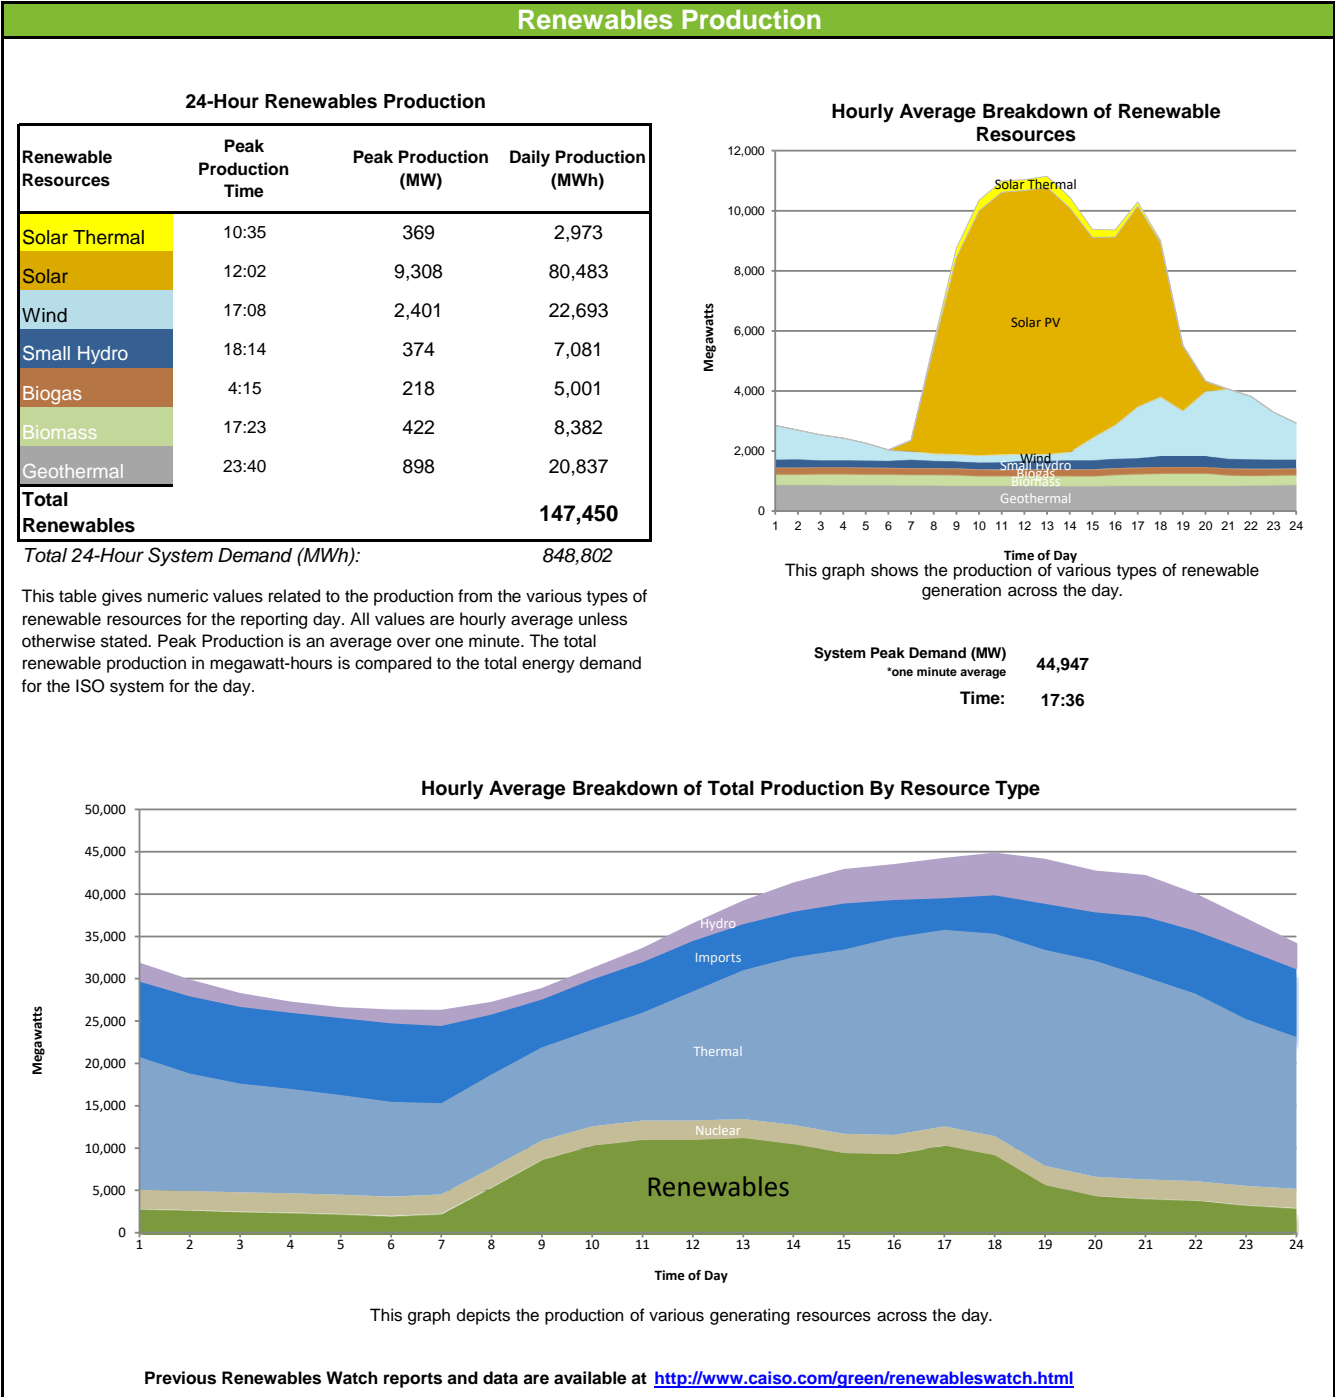 Renewables Production
24-Hour Renewables Production
Renewable Resources
Peak Production Time
Peak Production (MW)
Daily Production (MWh)
Solar Thermal 10:35 369 2,973
Solar 12:02 9,308 80,483
Wind 17:08 2,401 22,693
Small Hydro 18:14 374 7,081
Biogas 4:15 218 5,001
Biomass 17:23 422 8,382
Geothermal 23:40 898 20,837
Total
Renewables 147,450
Total 24-Hour System Demand (MWh): 848,802
This table gives numeric values related to the production from the various types of
renewable resources for the reporting day. All values are hourly average unless
otherwise stated. Peak Production is an average over one minute. The total
renewable production in megawatt-hours is compared to the total energy demand
for the ISO system for the day.
Hourly Average Breakdown of Renewable
Resources
12,000
10,000
8,000
6,000
4,000
2,000
0
Megawatts
Solar Thermal
Solar PV
Wind
Small Hydro
Biogas
Biomass
Geothermal
1 2 3 4 5 6 7 8 9 10 11 12 13 14 15 16 17 18 19 20 21 22 23 24
Time of Day
This graph shows the production of various types of renewable
generation across the day.
System Peak Demand (MW) 44,947
*one minute average
Time: 17:36
Hourly Average Breakdown of Total Production By Resource Type
50,000
45,000
40,000
35,000
30,000
25,000
20,000
15,000
10,000
5,000
0
Megawatts
Hydro
Imports
Thermal
Nuclear
Renewables
1 2 3 4 5 6 7 8 9 10 11 12 13 14 15 16 17 18 19 20 21 22 23 24
Time of Day
This graph depicts the production of various generating resources across the day.
Previous Renewables Watch reports and data are available at http://www.caiso.com/green/renewableswatch.html